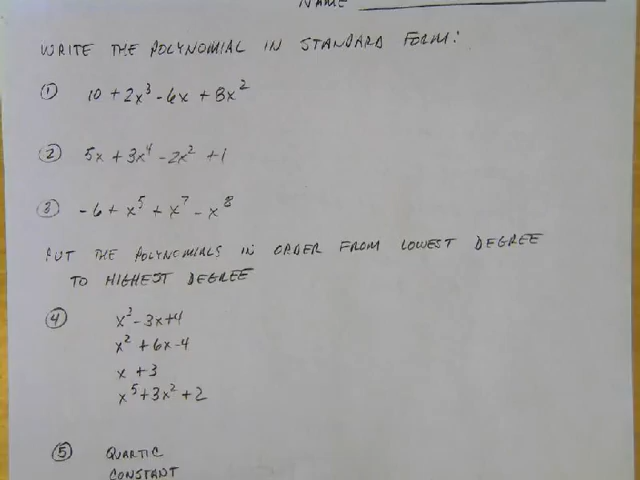 NAME
WRITE THE POLYNOMIAL IN STANDARD FORM:
① 10 + 2x³ - 6x + 8x²
② 5x + 3x⁴ - 2x² + 1
③ -6 + x⁵ + x⁷ - x⁸
PUT THE POLYNOMIALS IN ORDER FROM LOWEST DEGREE
TO HIGHEST DEGREE
④ x³ - 3x + 4
x² + 6x - 4
x + 3
x⁵ + 3x² + 2
⑤ QUARTIC
CONSTANT